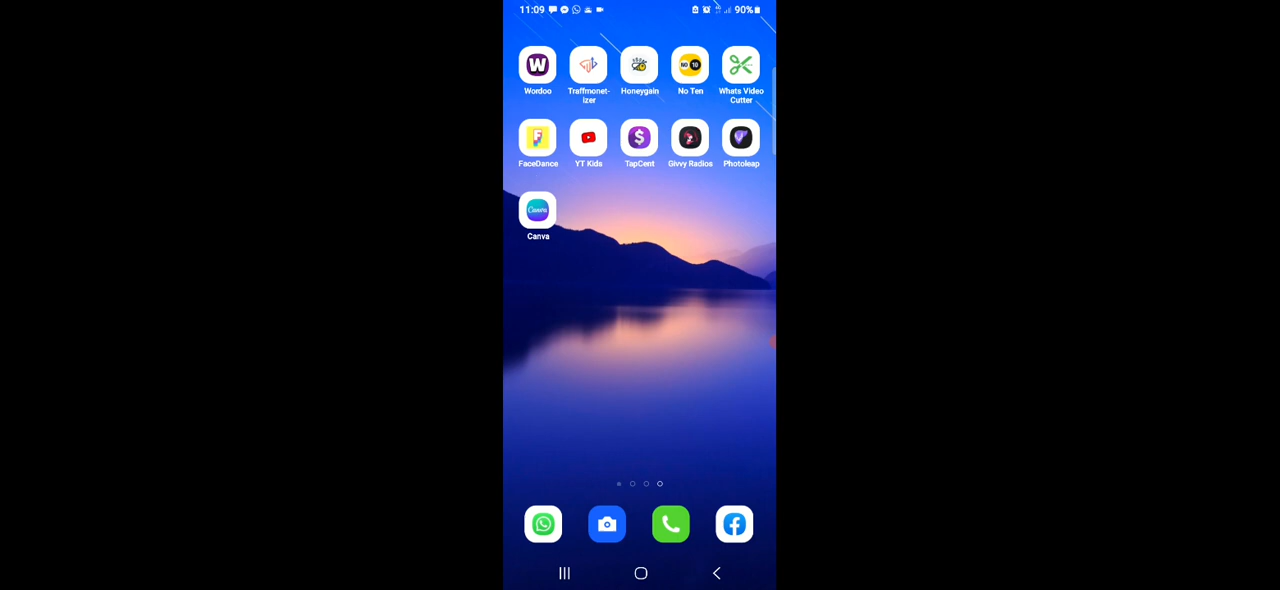 11:09 90%
Wordoo Traffmonet- Honeygain No Ten Whats Video
izer Cutter
FaceDance YT Kids TapCent Givvy Radios Photoleap
Canva
Canva